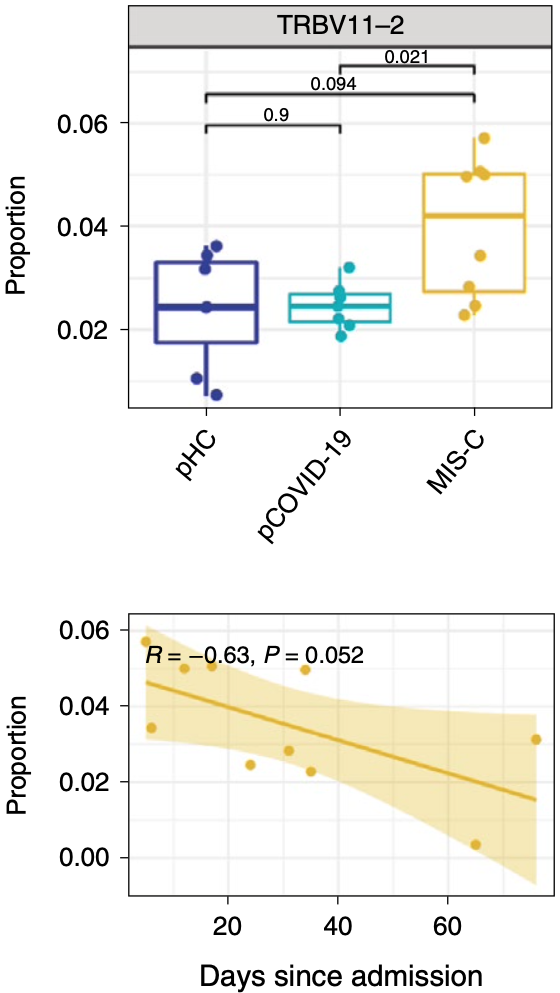 TRBV11–2
0.021
0.094
0.9
0.06
0.04
0.02
Proportion
pHC
pCOVID-19
MIS-C
R = −0.63, P = 0.052
0.06
0.04
0.02
0.00
Proportion
20 40 60
Days since admission